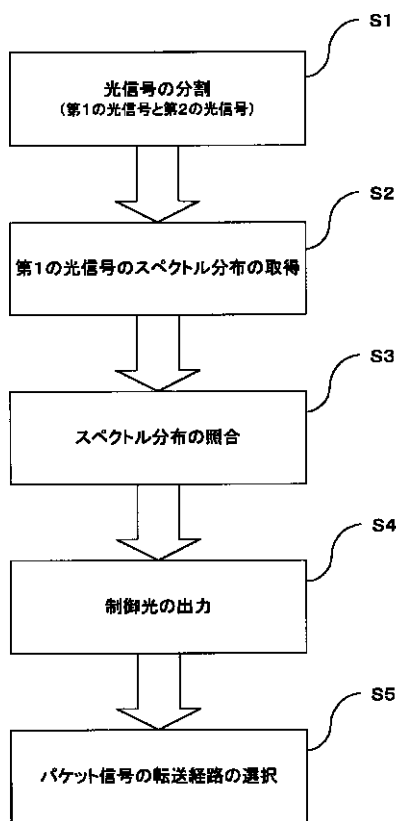 S1
光信号の分割
(第1の光信号と第2の光信号)
S2
第1の光信号のスペクトル分布の取得
S3
スペクトル分布の照合
S4
制御光の出力
S5
パケット信号の転送経路の選択